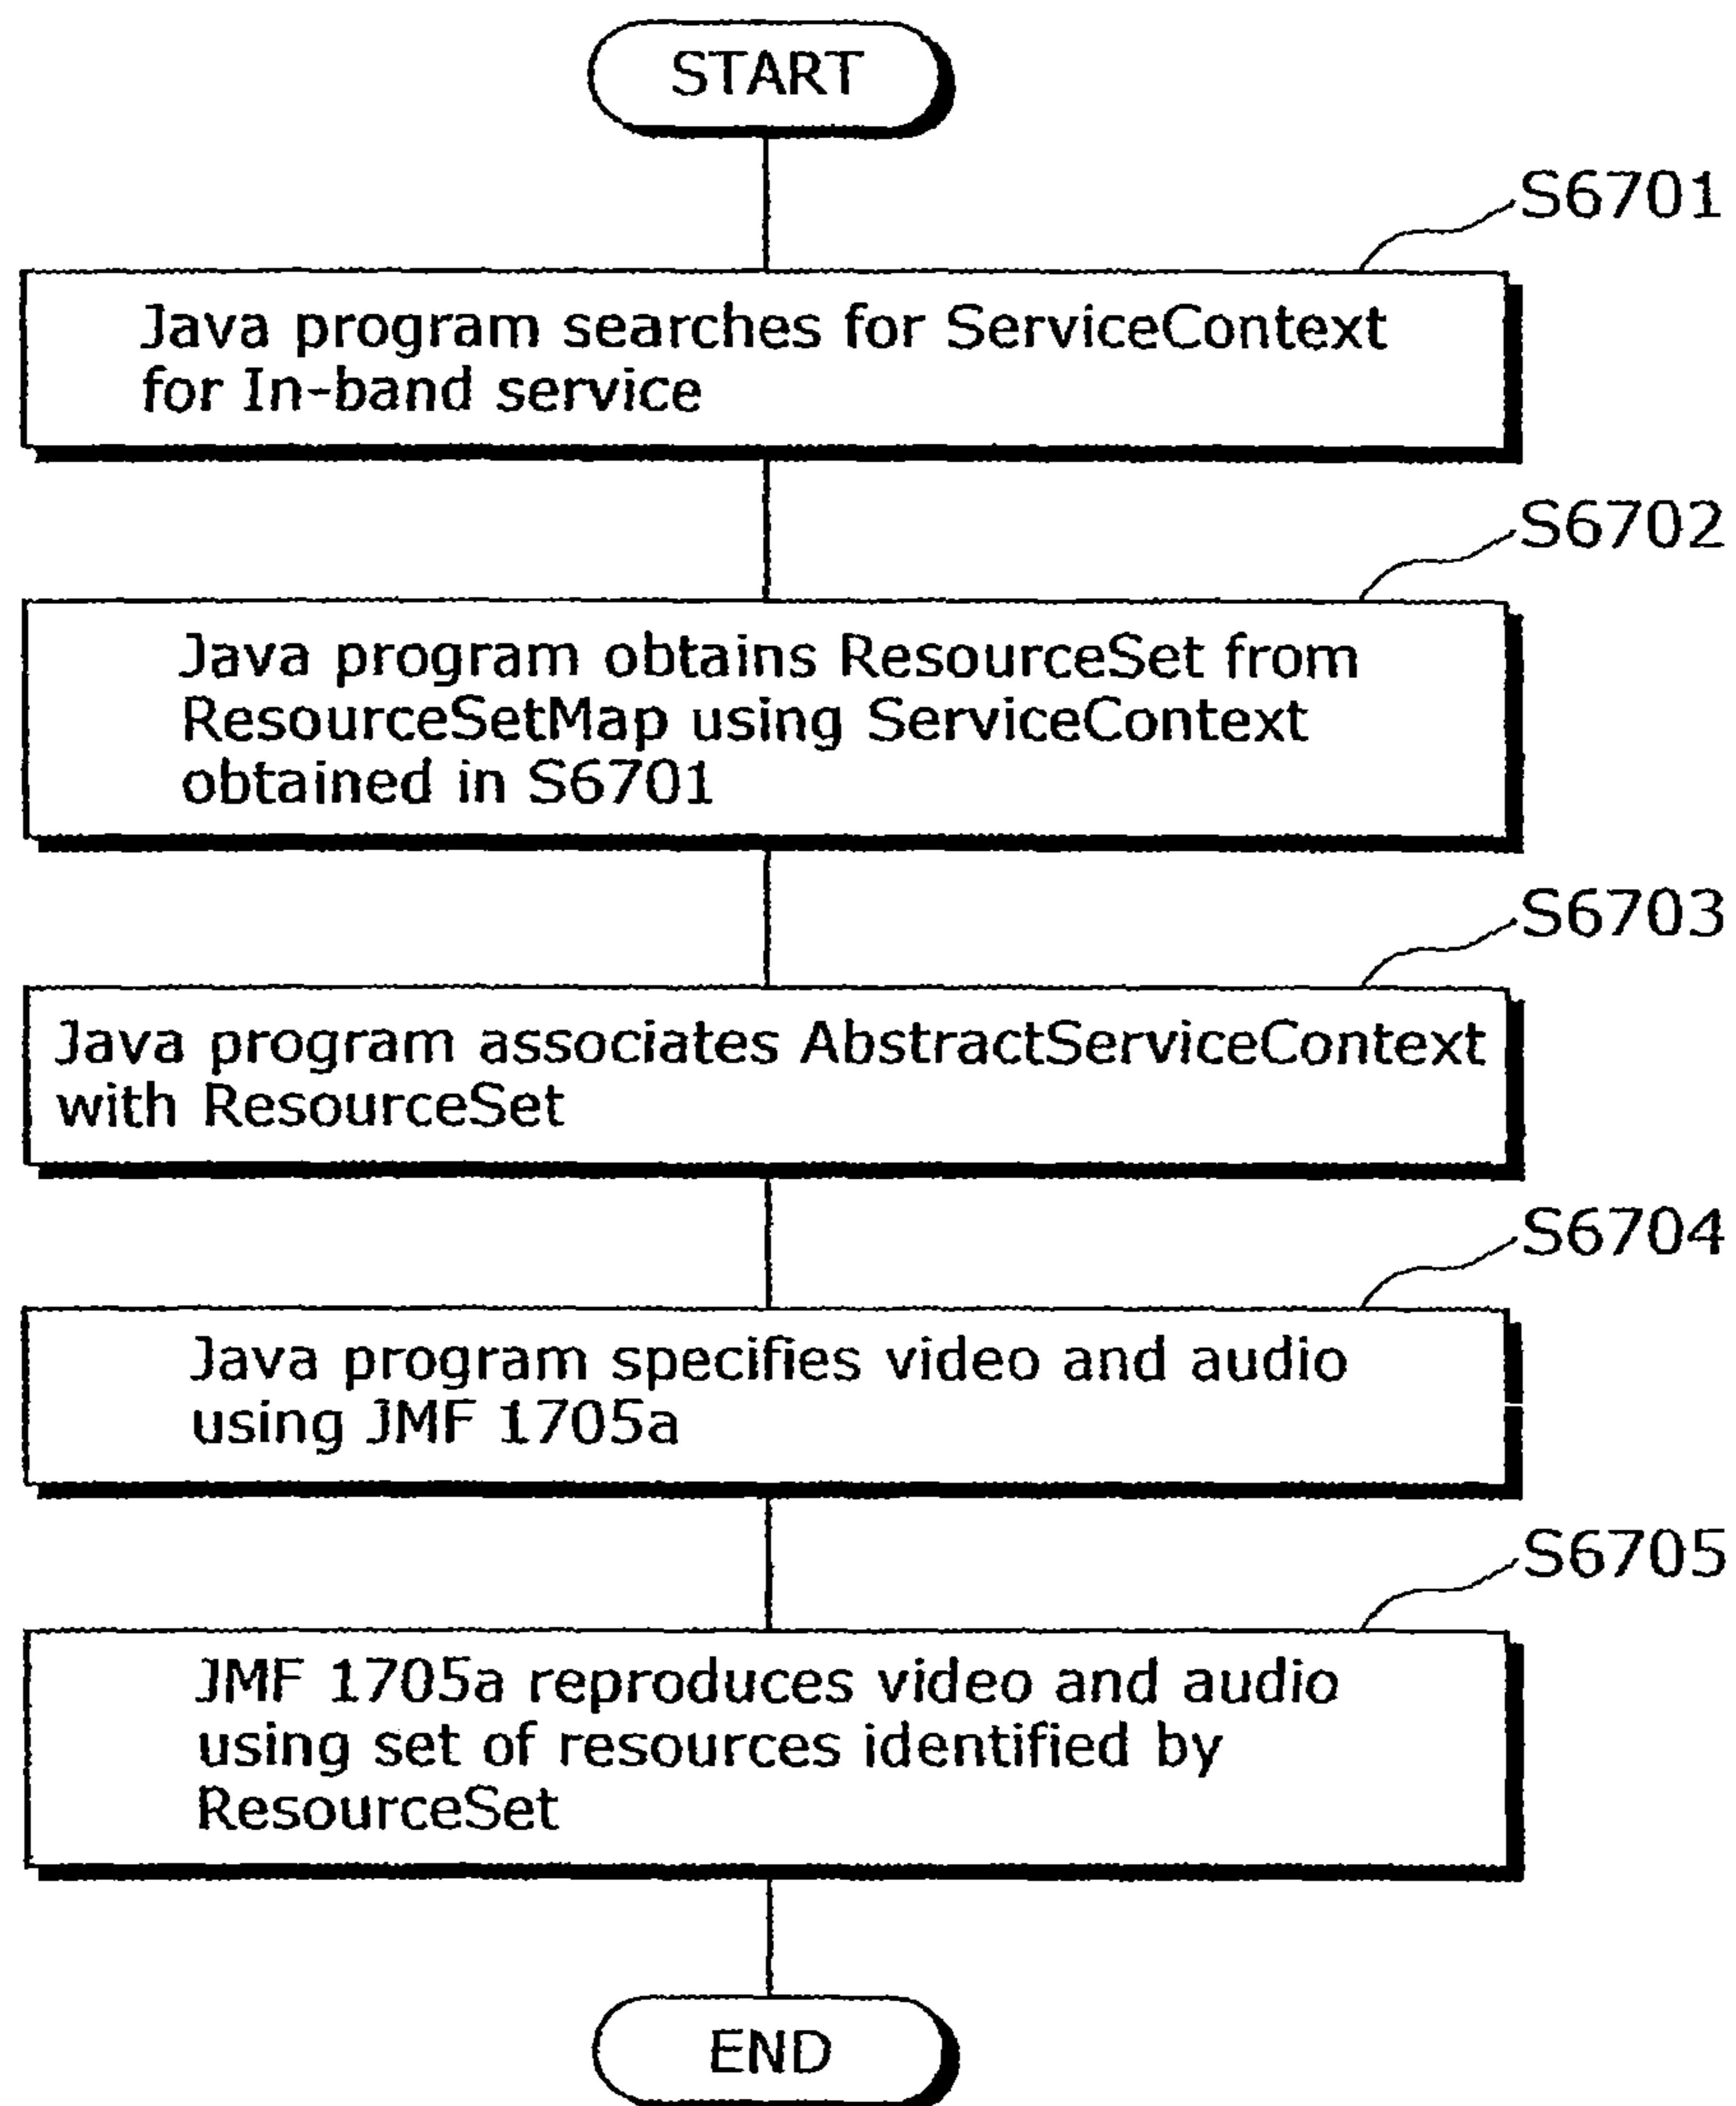 START
S6701
Java program searches for ServiceContext
for In-band service
S6702
Java program obtains ResourceSet from
ResourceSetMap using ServiceContext
obtained in S6701
S6703
Java program associates AbstractServiceContext
with ResourceSet
S6704
Java program specifies video and audio
using JMF 1705a
S6705
JMF 1705a reproduces video and audio
using set of resources identified by
ResourceSet
END